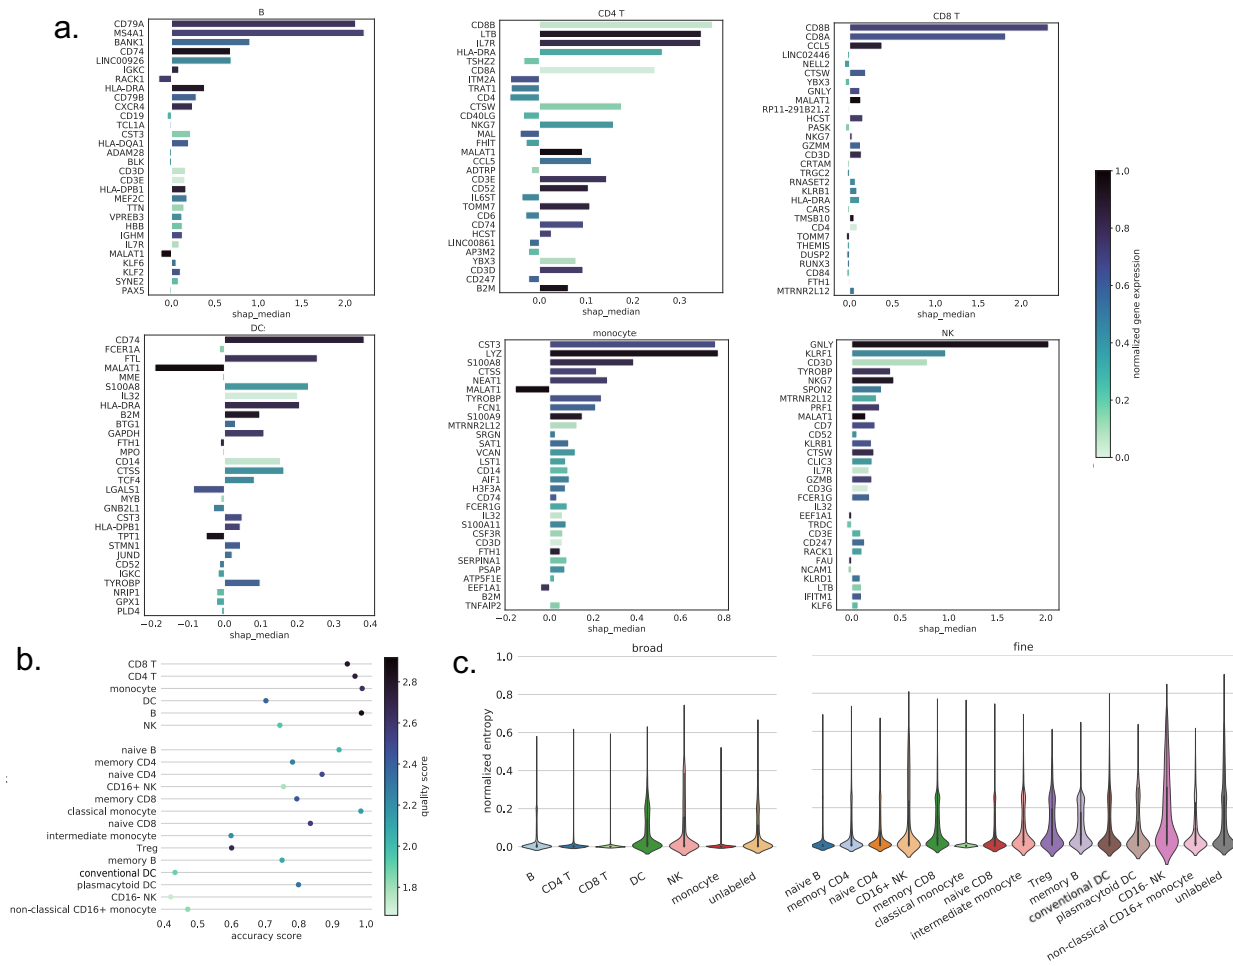 a.
B
CD79A
MS4A1
BANK1
CD74
LINC00926
IGKC
RACK1
HLA-DRA
CD79B
CXCR4
CD19
TCL1A
CST3
HLA-DQA1
ADAM28
BLK
CD3D
CD3E
HLA-DPB1
MEF2C
TTN
VPREB3
HBB
IGHM
IL7R
MALAT1
KLF6
KLF2
SYNE2
PAX5
0.0 0.5 1.0 1.5 2.0
shap_median
CD4 T
CD8B
LTB
IL7R
HLA-DRA
TSHZ2
CD8A
ITM2A
TRAT1
CD4
CTSW
CD40LG
NKG7
MAL
FHIT
MALAT1
CCL5
ADTRP
CD3E
CD52
IL6ST
TOMM7
CD6
CD74
HCST
LINC00861
AP3M2
YBX3
CD3D
CD247
B2M
0.0 0.1 0.2 0.3
shap_median
CD8 T
CD8B
CD8A
CCL5
LINC02446
NELL2
CTSW
YBX3
GNLY
MALAT1
RP11-291B21.2
HCST
PASK
NKG7
GZMM
CD3D
CRTAM
TRGC2
RNASET2
KLRB1
HLA-DRA
CARS
TMSB10
CD4
TOMM7
THEMIS
DUSP2
RUNX3
CD84
FTH1
MTRNR2L12
0.0 0.5 1.0 1.5 2.0
shap_median
1.0
0.8
0.6
0.4
0.2
0.0
normalized gene expression
DC
CD74
FCER1A
FTL
MALAT1
MME
S100A8
IL32
HLA-DRA
B2M
BTG1
GAPDH
FTH1
MPO
CD14
CTSS
TCF4
LGALS1
MYB
GNB2L1
CST3
HLA-DPB1
TPT1
STMN1
JUND
CD52
IGKC
TYROBP
NRIP1
GPX1
PLD4
−0.2 −0.1 0.0 0.1 0.2 0.3 0.4
shap_median
monocyte
CST3
LYZ
S100A8
CTSS
NEAT1
MALAT1
TYROBP
FCN1
S100A9
MTRNR2L12
SRGN
SAT1
VCAN
LST1
CD14
AIF1
H3F3A
CD74
FCER1G
IL32
S100A11
CSF3R
CD3D
FTH1
SERPINA1
PSAP
ATP5F1E
EEF1A1
B2M
TNFAIP2
−0.2 0.0 0.2 0.4 0.6 0.8
shap_median
NK
GNLY
KLRF1
CD3D
TYROBP
NKG7
SPON2
MTRNR2L12
PRF1
MALAT1
CD7
CD52
KLRB1
CTSW
CLIC3
IL7R
GZMB
CD3G
FCER1G
IL32
EEF1A1
TRDC
CD3E
CD247
RACK1
FAU
NCAM1
KLRD1
LTB
IFITM1
KLF6
0.0 0.5 1.0 1.5 2.0
shap_median
b.
CD8 T
CD4 T
monocyte
DC
B
NK
naive B
memory CD4
naive CD4
CD16+ NK
memory CD8
classical monocyte
naive CD8
intermediate monocyte
Treg
memory B
conventional DC
plasmacytoid DC
CD16- NK
non-classical CD16+ monocyte
0.4 0.5 0.6 0.7 0.8 0.9 1.0
accuracy score
2.8
2.6
2.4
2.2
2.0
1.8
quality score
c.
broad
1.0
0.8
0.6
0.4
0.2
0.0
normalized entropy
B
CD4 T
CD8 T
DC
NK
monocyte
unlabeled
fine
naive B
memory CD4
naive CD4
CD16+ NK
memory CD8
classical monocyte
naive CD8
intermediate monocyte
Treg
memory B
conventional DC
plasmacytoid DC
CD16- NK
non-classical CD16+ monocyte
unlabeled